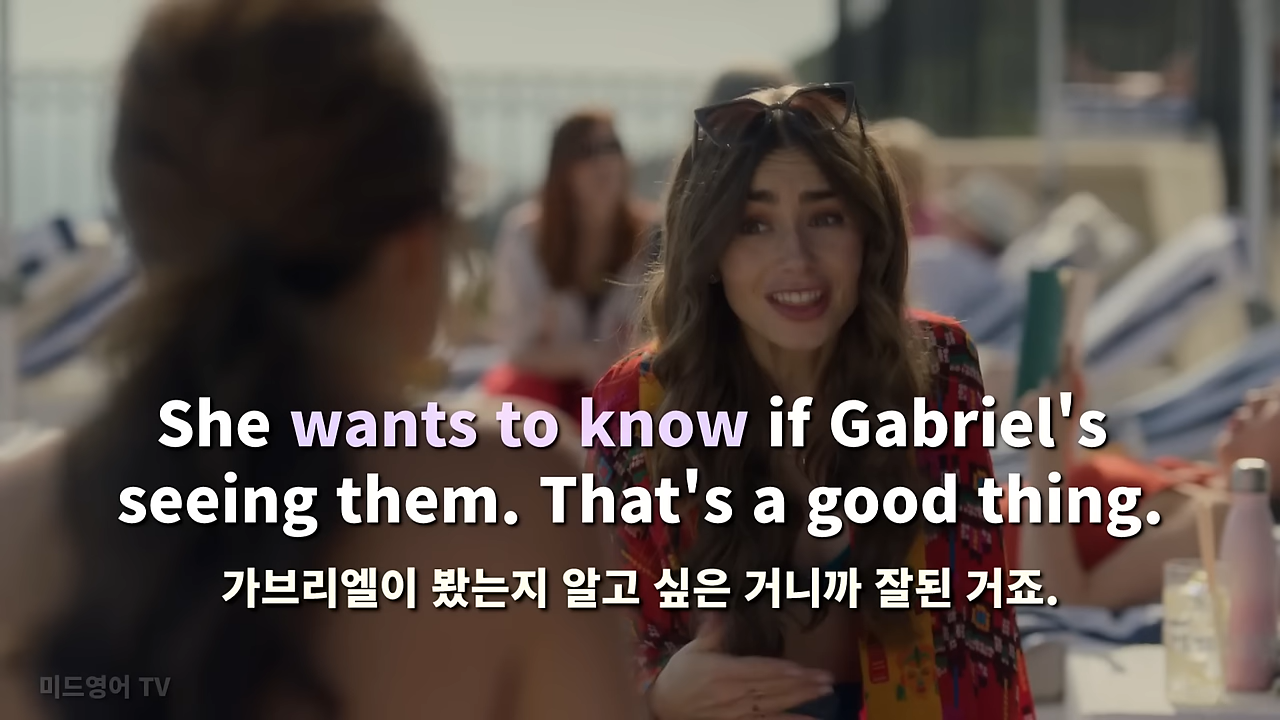 She wants to know if Gabriel's
seeing them. That's a good thing.
가브리엘이 봤는지 알고 싶은 거니까 잘된 거죠.
미드영어 TV